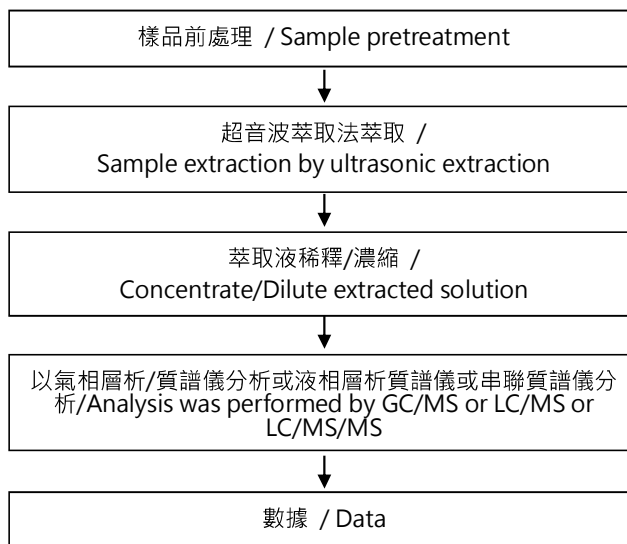 樣品前處理 / Sample pretreatment
超音波萃取法萃取 /
Sample extraction by ultrasonic extraction
萃取液稀釋/濃縮 /
Concentrate/Dilute extracted solution
以氣相層析/質譜儀分析或液相層析質譜儀或串聯質譜儀分
析/Analysis was performed by GC/MS or LC/MS or
LC/MS/MS
數據 / Data